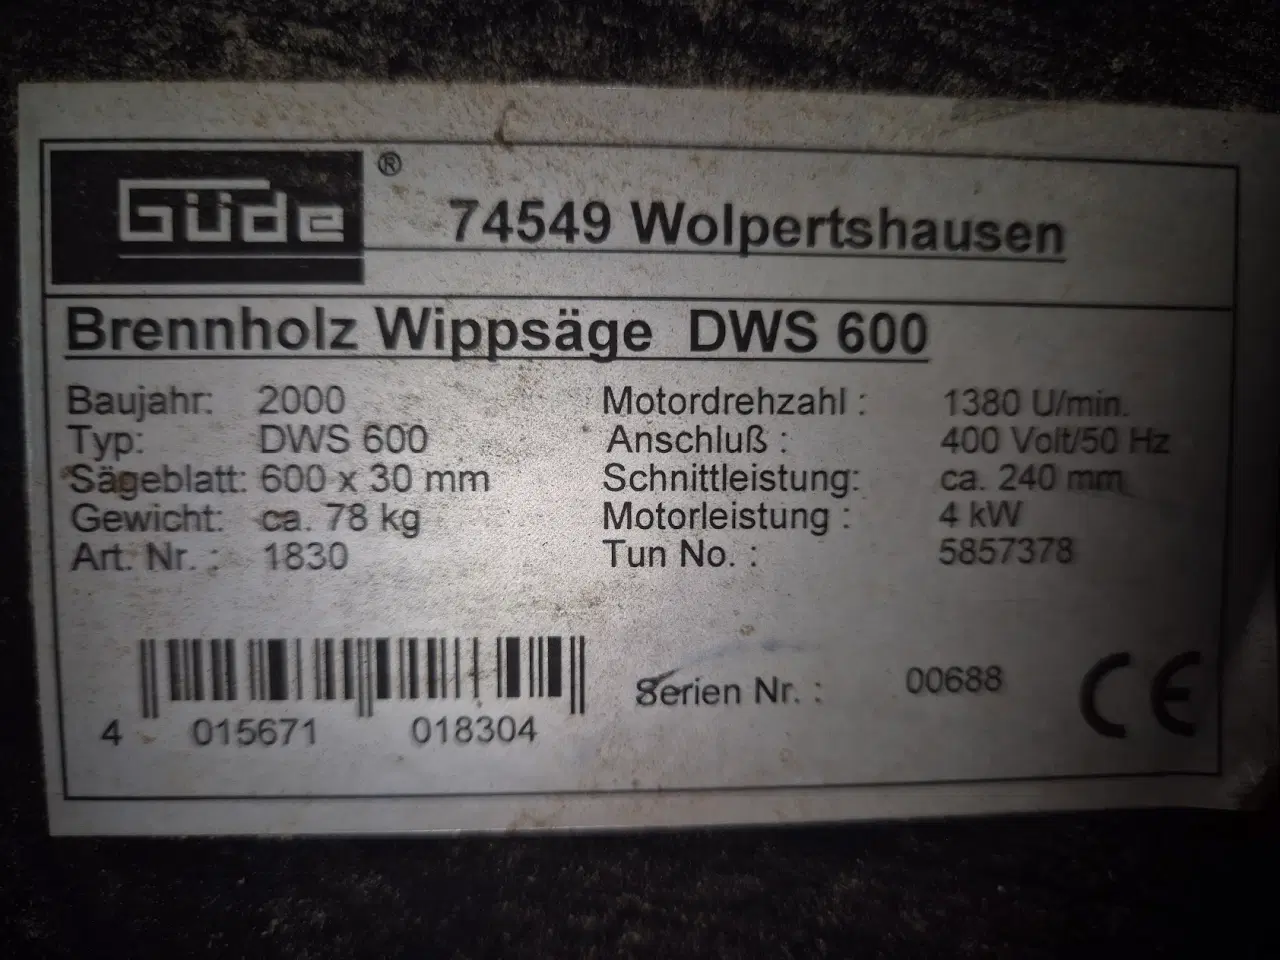 Güde ® 74549 Wolpertshausen
Brennholz Wippsäge DWS 600
Baujahr: 2000 Motordrehzahl : 1380 U/min.
Typ: DWS 600 Anschluß : 400 Volt/50 Hz
Sägeblatt: 600 x 30 mm Schnittleistung: ca. 240 mm
Gewicht: ca. 78 kg Motorleistung : 4 kW
Art. Nr. : 1830 Tun No. : 5857378
Serien Nr. : 00688 CE
4 015671 018304